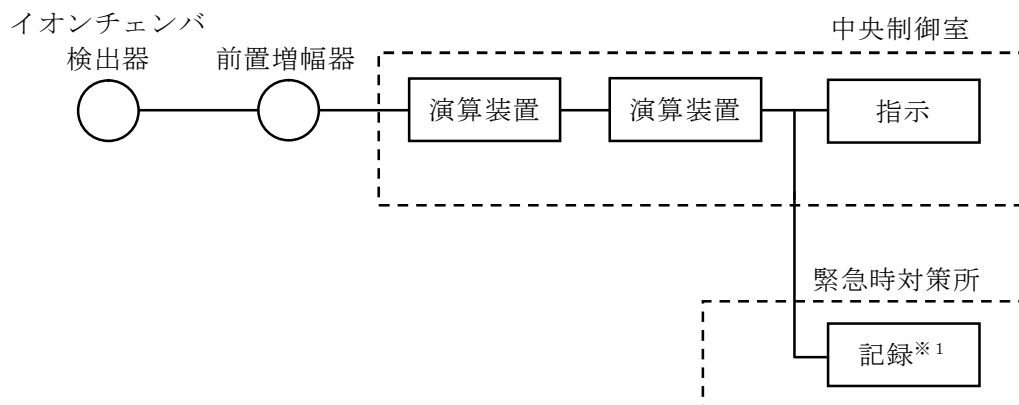 イオンチェンバ
検出器
前置増幅器
中央制御室
演算装置
演算装置
指示
緊急時対策所
記録※1